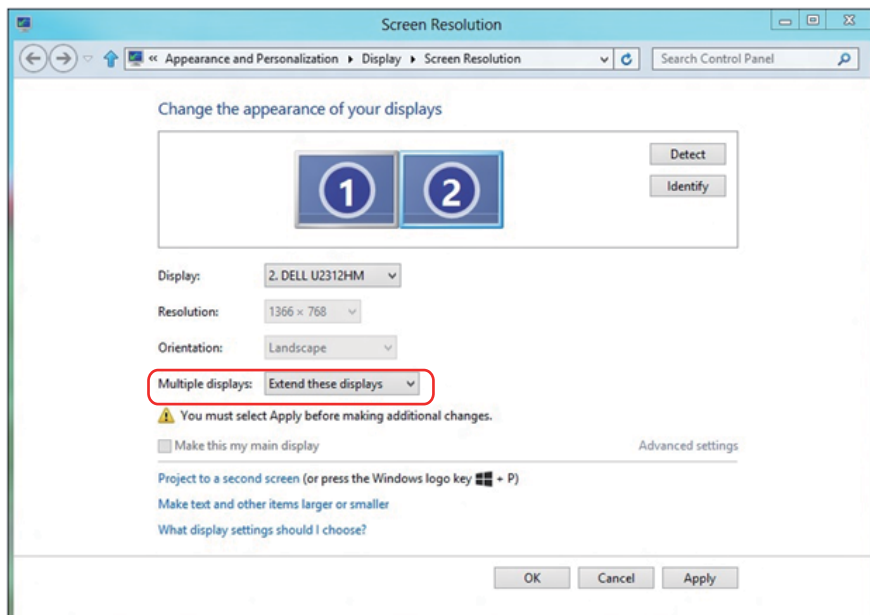 Screen Resolution
« Appearance and Personalization ▸ Display ▸ Screen Resolution
Search Control Panel
Change the appearance of your displays
1 2
Detect
Identify
Display: 2. DELL U2312HM
Resolution: 1366 × 768
Orientation: Landscape
Multiple displays: Extend these displays
You must select Apply before making additional changes.
Make this my main display Advanced settings
Project to a second screen (or press the Windows logo key + P)
Make text and other items larger or smaller
What display settings should I choose?
OK Cancel Apply